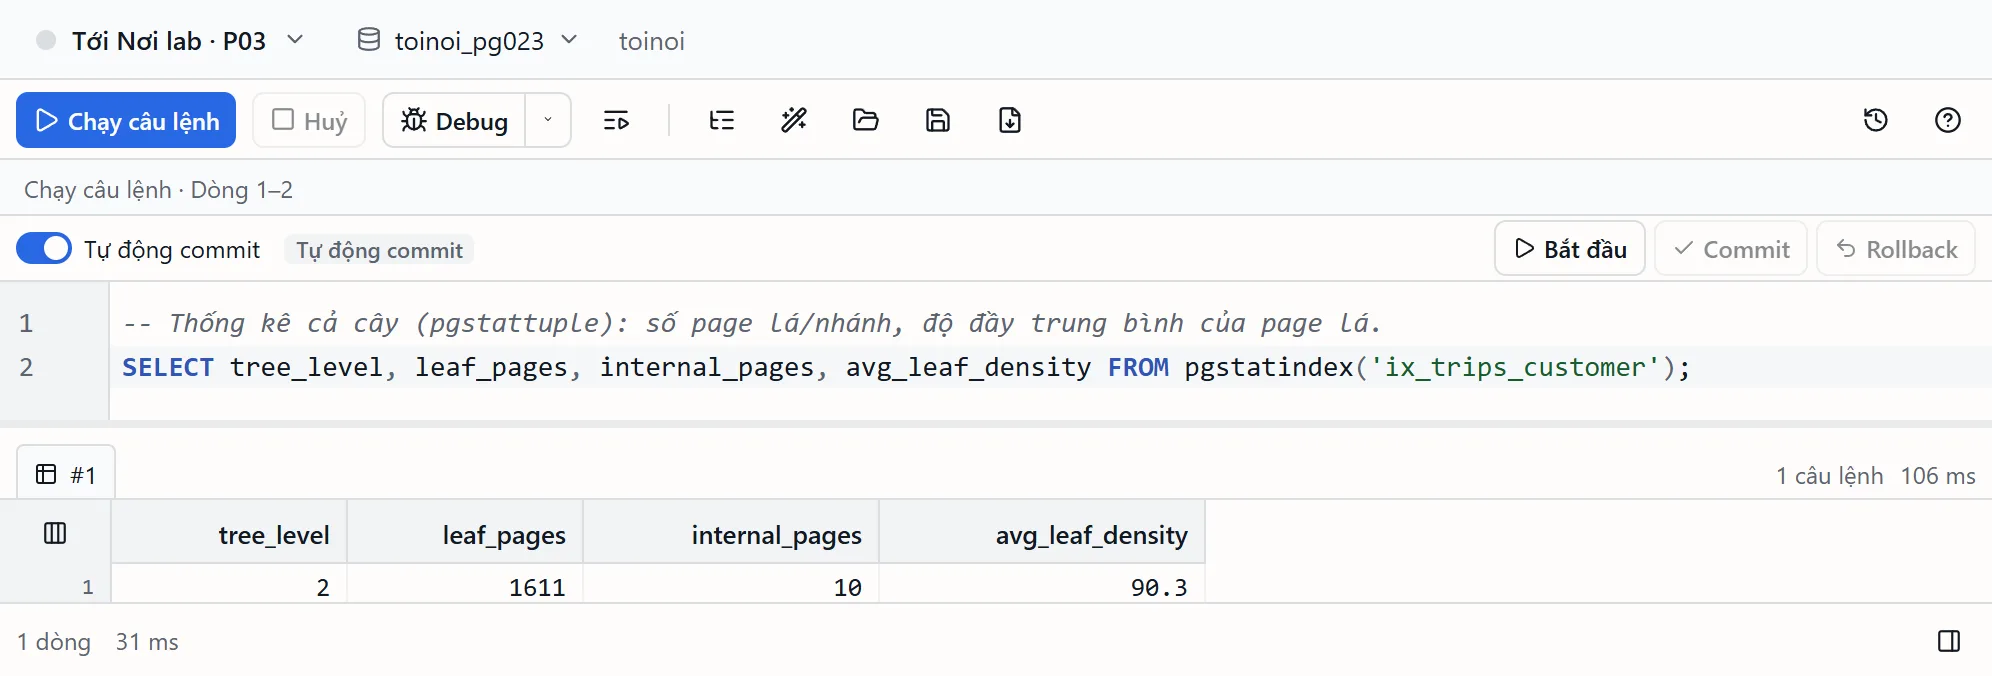 Tới Nơi lab · P03 toinoi_pg023 toinoi
Chạy câu lệnh Huỷ Debug
Chạy câu lệnh · Dòng 1–2
Tự động commit Tự động commit Bắt đầu Commit Rollback
1 -- Thống kê cả cây (pgstattuple): số page lá/nhánh, độ đầy trung bình của page lá.
2 SELECT tree_level, leaf_pages, internal_pages, avg_leaf_density FROM pgstatindex('ix_trips_customer');
#1 1 câu lệnh 106 ms
tree_level leaf_pages internal_pages avg_leaf_density
1 2 1611 10 90.3
1 dòng 31 ms